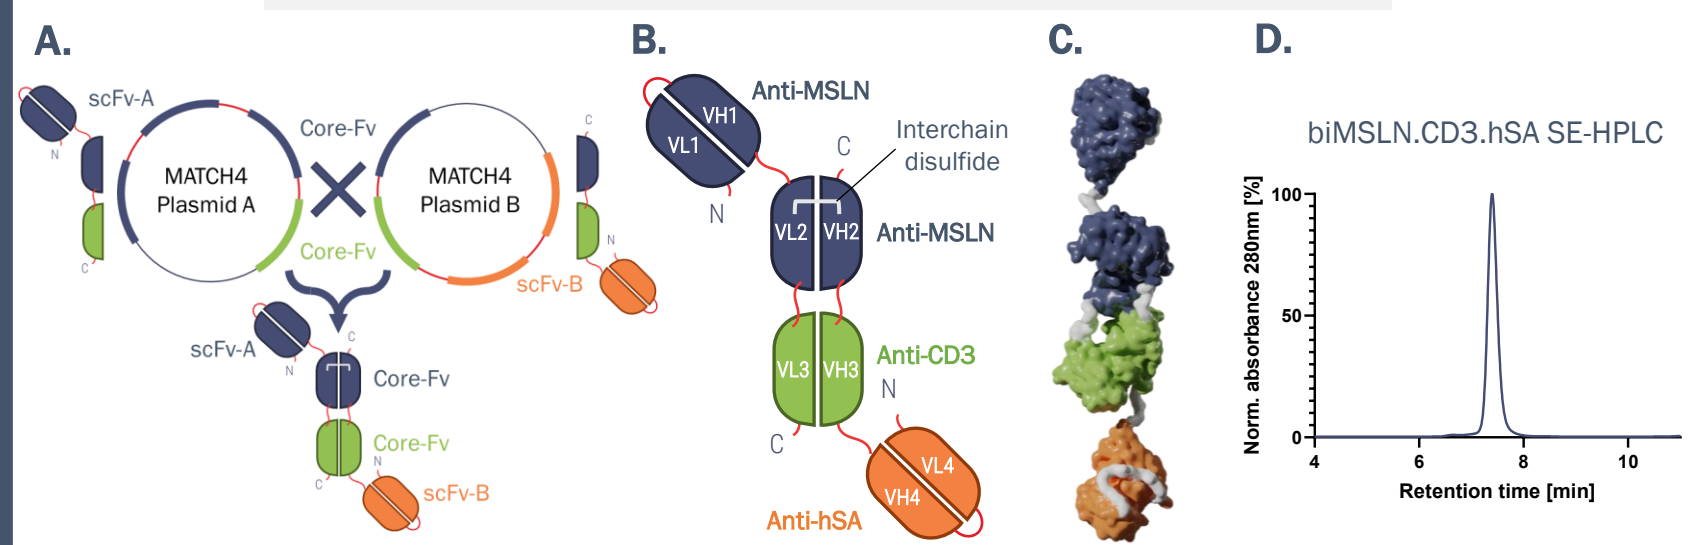 A.
scFv-A
N
C
MATCH4
Plasmid A
Core-Fv
Core-Fv
MATCH4
Plasmid B
C
N
scFv-B
scFv-A
N
C
Core-Fv
Core-Fv
N
C
scFv-B
B.
Anti-MSLN
VH1
VL1
N
Interchain
disulfide
C
VL2
VH2
Anti-MSLN
VL3
VH3
Anti-CD3
N
C
VL4
VH4
Anti-hSA
C.
D.
biMSLN.CD3.hSA SE-HPLC
Norm. absorbance 280nm [%]
100
50
0
4 6 8 10
Retention time [min]